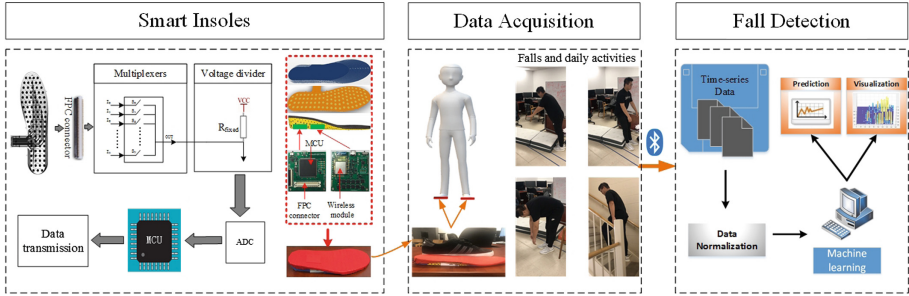 Smart Insoles
Data Acquisition
Fall Detection
FPC connector
Multiplexers
OUT
Voltage divider
VCC
Rfixed
ADC
MCU
Data
transmission
MCU
FPC
connector
Wireless
module
Falls and daily activities
Time-series
Data
Prediction
Visualization
Data
Normalization
Machine
learning